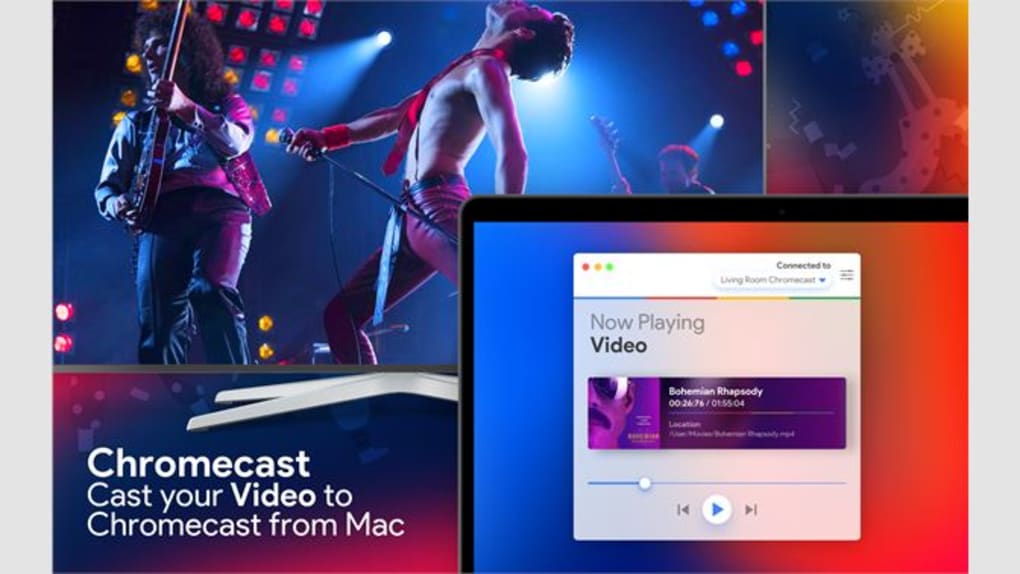 Connected to
Living Room Chromecast
Now Playing
Video
Bohemian Rhapsody
00:26:76 / 01:55:04
Location
/User/Movies/Bohemian Rhapsody.mp4
BOHEMIAN
Chromecast
Cast your Video to
Chromecast from Mac